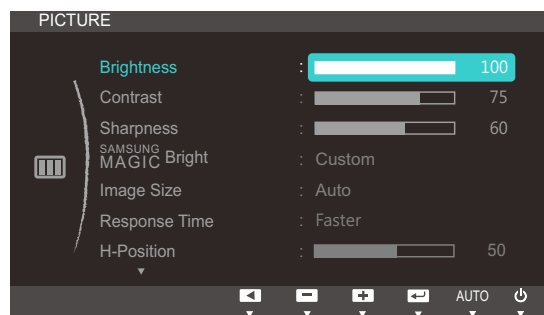 PICTURE
Brightness : 100
Contrast : 75
Sharpness : 60
SAMSUNG MAGIC Bright : Custom
Image Size : Auto
Response Time : Faster
H-Position : 50
AUTO